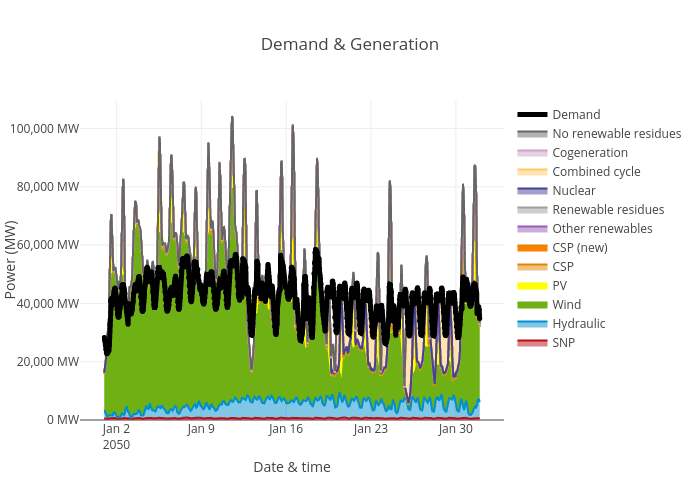 Demand & Generation
100,000 MW
80,000 MW
60,000 MW
40,000 MW
20,000 MW
0 MW
Power (MW)
Jan 2
2050
Jan 9
Jan 16
Jan 23
Jan 30
Date & time
Demand
No renewable residues
Cogeneration
Combined cycle
Nuclear
Renewable residues
Other renewables
CSP (new)
CSP
PV
Wind
Hydraulic
SNP